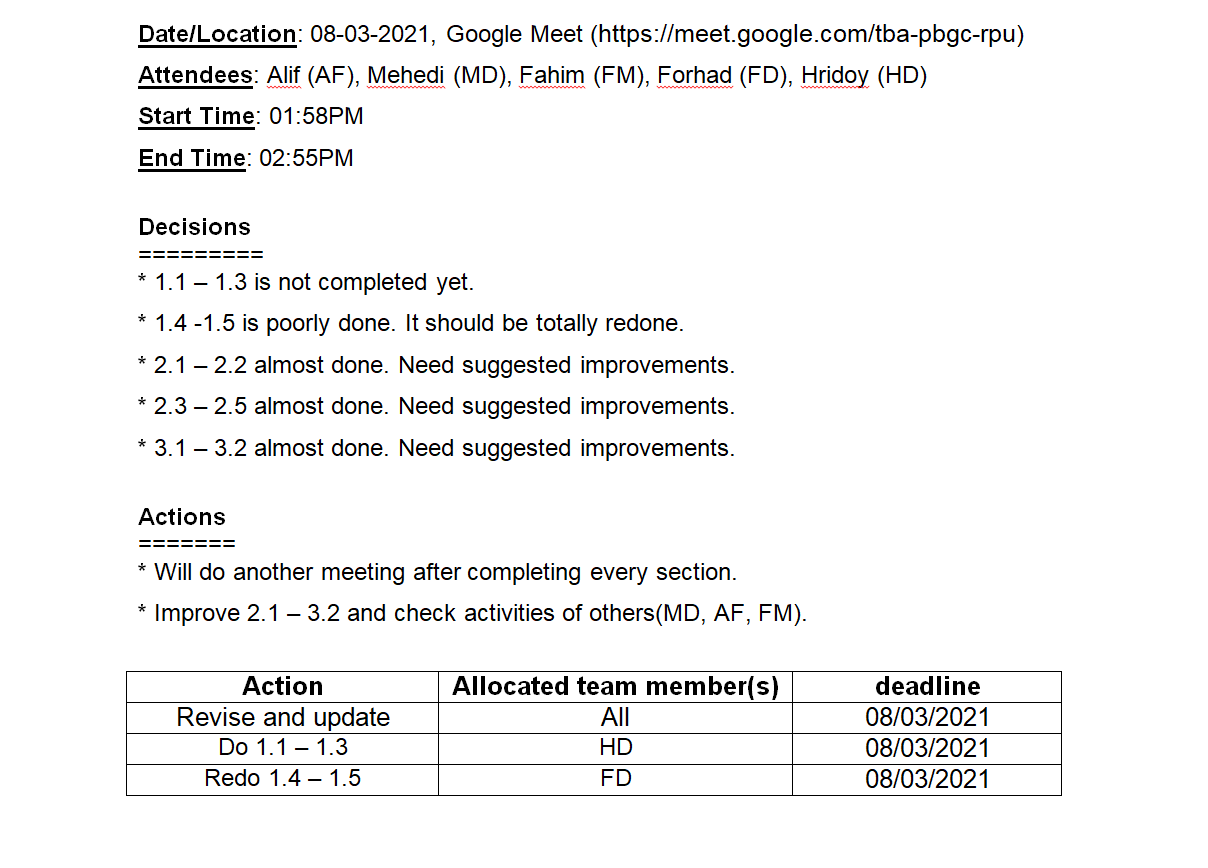 Date/Location: 08-03-2021, Google Meet (https://meet.google.com/tba-pbgc-rpu)
Attendees: Alif (AF), Mehedi (MD), Fahim (FM), Forhad (FD), Hridoy (HD)
Start Time: 01:58PM
End Time: 02:55PM
Decisions
=========
* 1.1 – 1.3 is not completed yet.
* 1.4 -1.5 is poorly done. It should be totally redone.
* 2.1 – 2.2 almost done. Need suggested improvements.
* 2.3 – 2.5 almost done. Need suggested improvements.
* 3.1 – 3.2 almost done. Need suggested improvements.
Actions
=======
* Will do another meeting after completing every section.
* Improve 2.1 – 3.2 and check activities of others(MD, AF, FM).
Action Allocated team member(s) deadline
Revise and update All 08/03/2021
Do 1.1 – 1.3 HD 08/03/2021
Redo 1.4 – 1.5 FD 08/03/2021